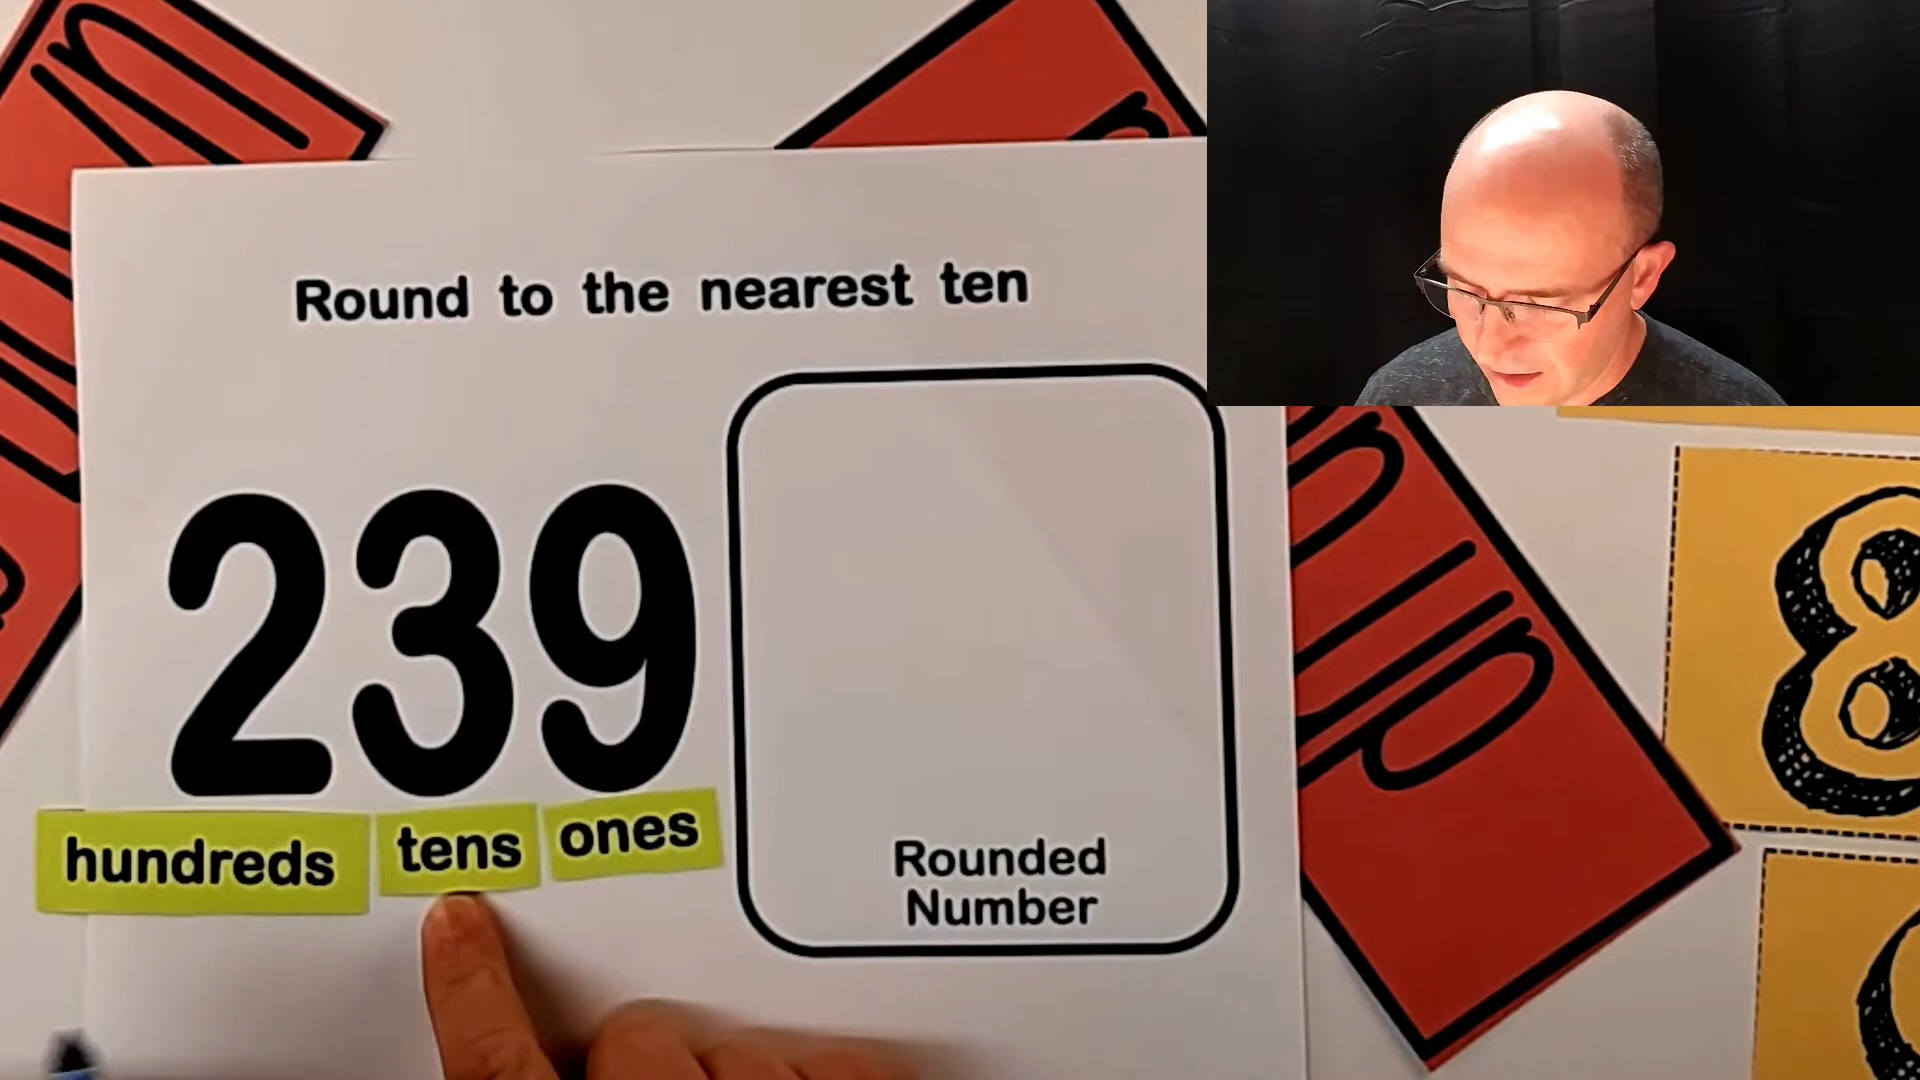 Round to the nearest ten
239
hundreds tens ones
Rounded
Number
up
8